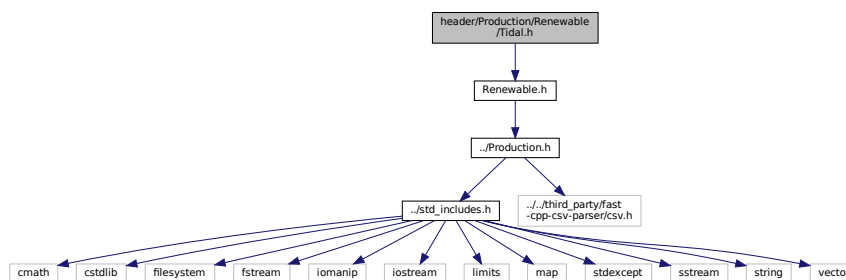 header/Production/Renewable
/Tidal.h
Renewable.h
../Production.h
../std_includes.h
../../third_party/fast
-cpp-csv-parser/csv.h
cmath
cstdlib
filesystem
fstream
iomanip
iostream
limits
map
stdexcept
sstream
string
vecto